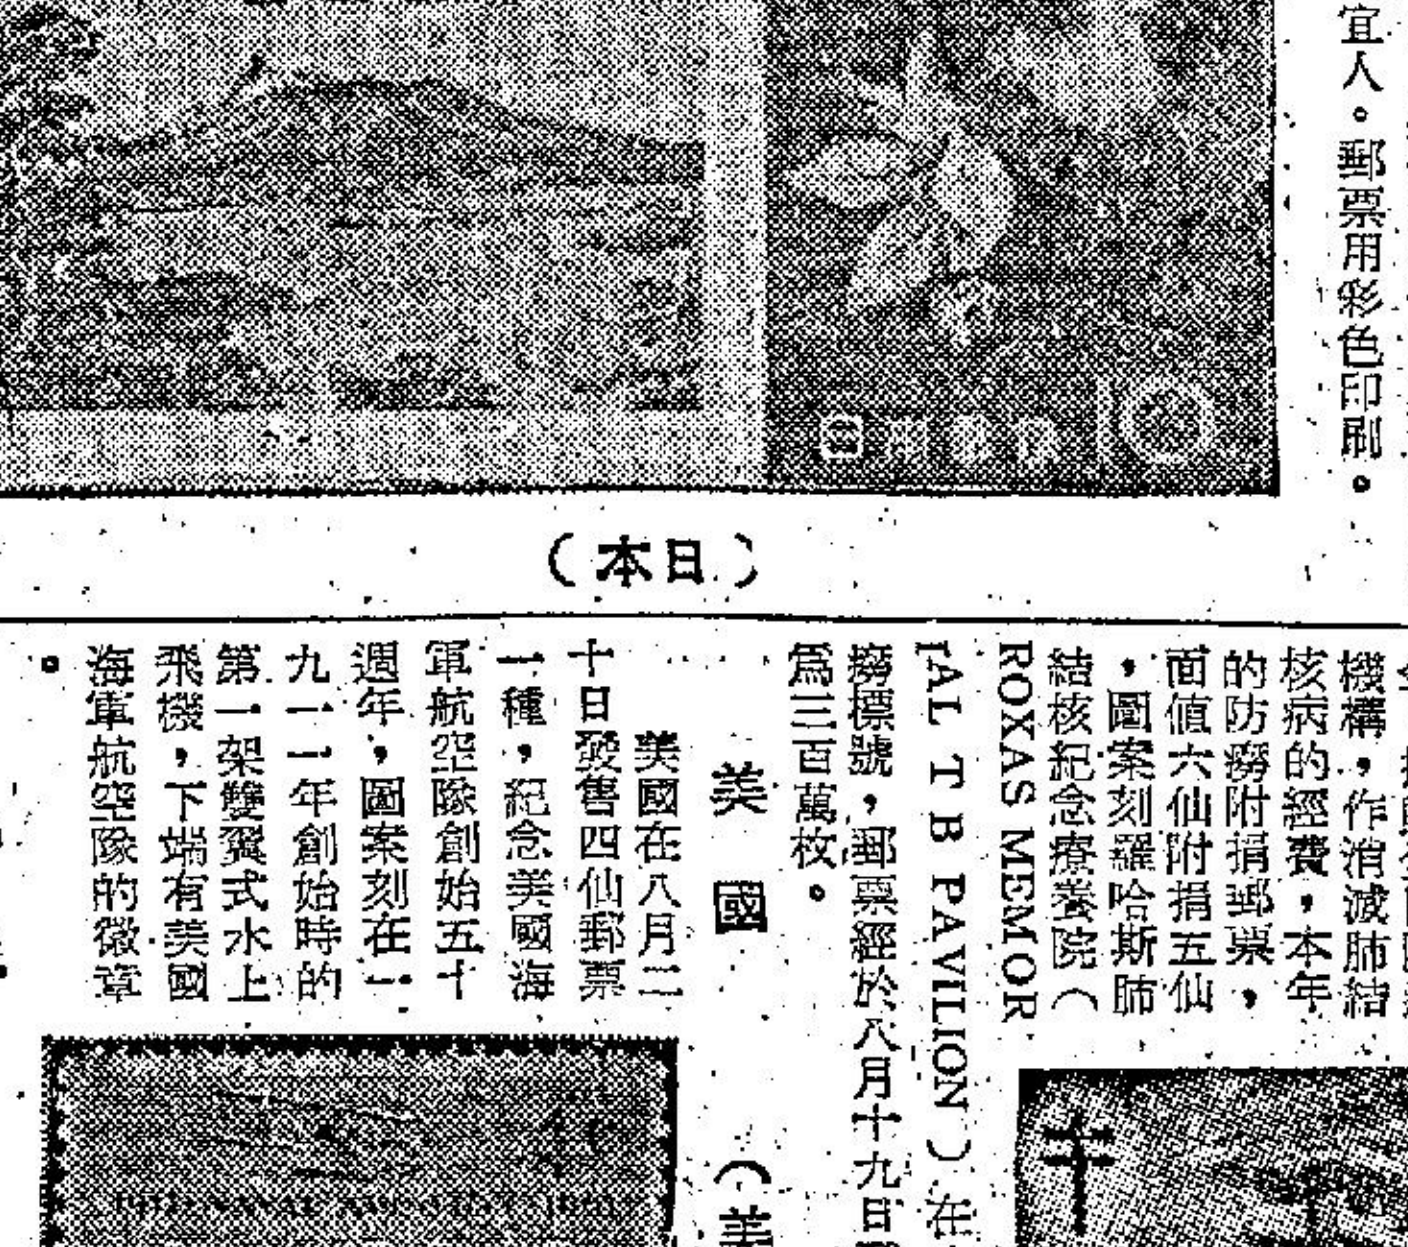 宜人。郵票用彩色印刷。
（本日）
機構，作消滅肺結
核病的經費，本年
的防癆附捐郵票，
面值六仙附捐五仙
，圖案刻羅哈斯肺
結核紀念療養院（
ROXAS MEMOR
IAL T B PAVILION）在
癆標號，郵票經於八月十九日
爲三百萬枚。
美國
（美
美國在八月二
十日發售四仙郵票
一種，紀念美國海
軍航空隊創始五十
週年，圖案刻在一
九一一年創始時的
第一架雙翼式水上
飛機，下端有美國
海軍航空隊的徽章
。